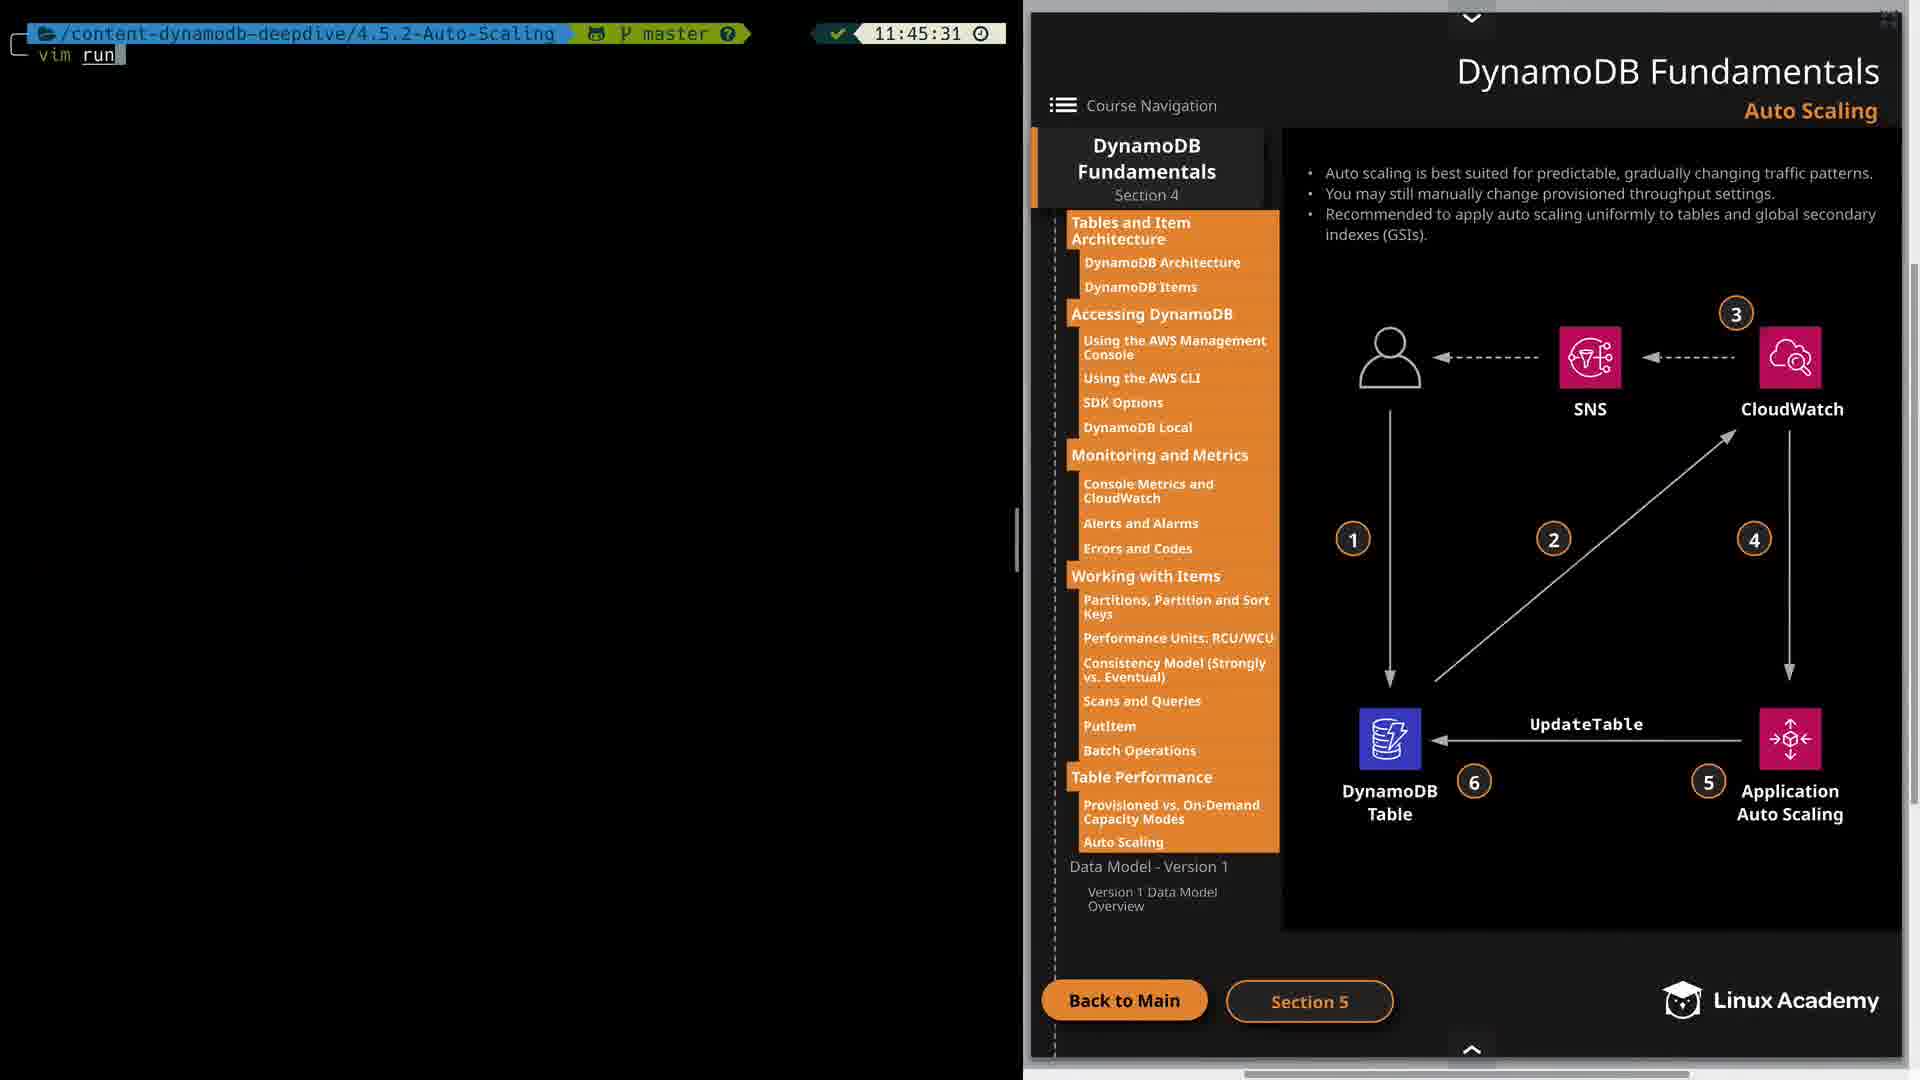 /content-dynamodb-deepdive/4.5.2-Auto-Scaling master ? 11:45:31
vim run
DynamoDB Fundamentals
Auto Scaling
Course Navigation
DynamoDB
Fundamentals
Section 4
Tables and Item
Architecture
DynamoDB Architecture
DynamoDB Items
Accessing DynamoDB
Using the AWS Management
Console
Using the AWS CLI
SDK Options
DynamoDB Local
Monitoring and Metrics
Console Metrics and
CloudWatch
Alerts and Alarms
Errors and Codes
Working with Items
Partitions, Partition and Sort
Keys
Performance Units: RCU/WCU
Consistency Model (Strongly
vs. Eventual)
Scans and Queries
PutItem
Batch Operations
Table Performance
Provisioned vs. On-Demand
Capacity Modes
Auto Scaling
Data Model - Version 1
Version 1 Data Model
Overview
• Auto scaling is best suited for predictable, gradually changing traffic patterns.
• You may still manually change provisioned throughput settings.
• Recommended to apply auto scaling uniformly to tables and global secondary
indexes (GSIs).
3
SNS
CloudWatch
1
2
4
UpdateTable
DynamoDB
Table
6
5
Application
Auto Scaling
Back to Main
Section 5
Linux Academy